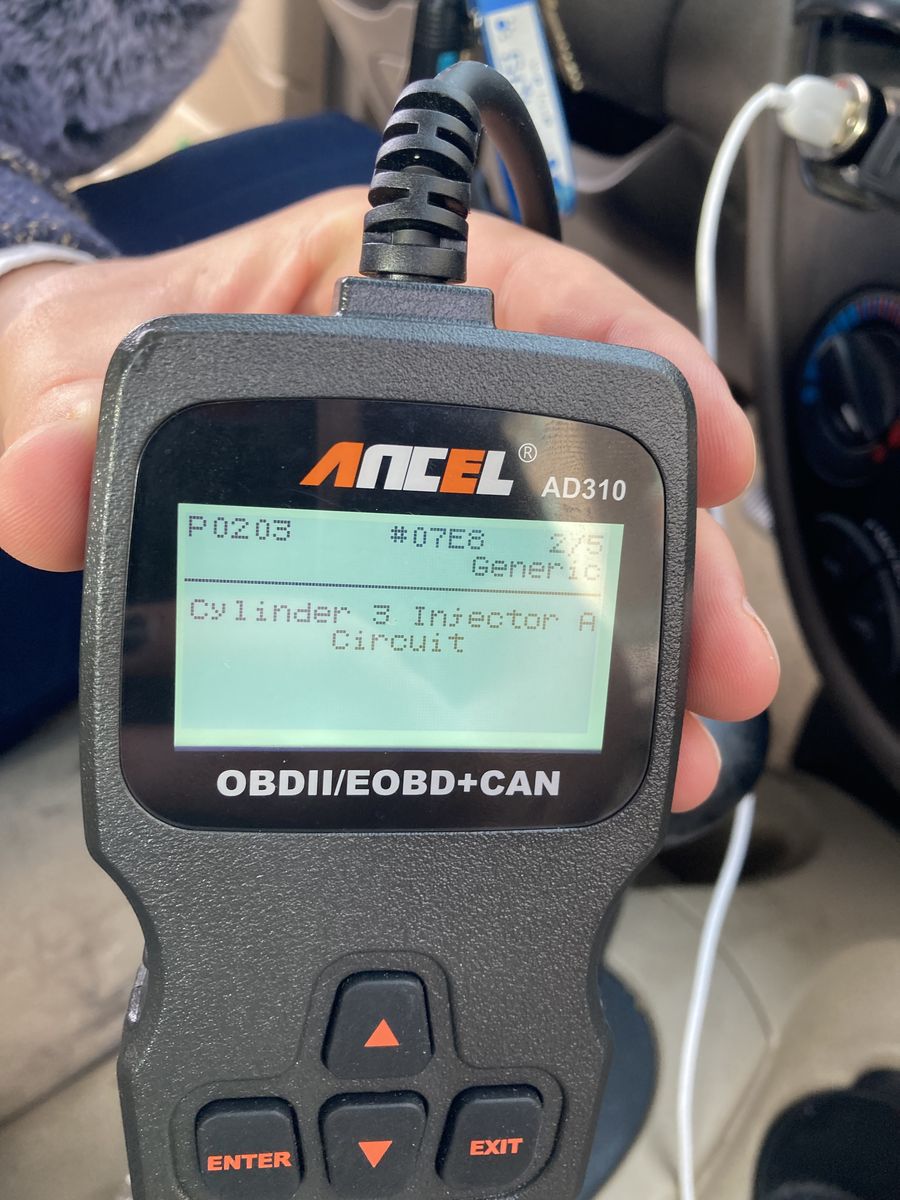 ANCEL®
AD310
P0203 #07E8 2/5
Generic
Cylinder 3 Injector A
Circuit
OBDII/EOBD+CAN
ENTER
EXIT